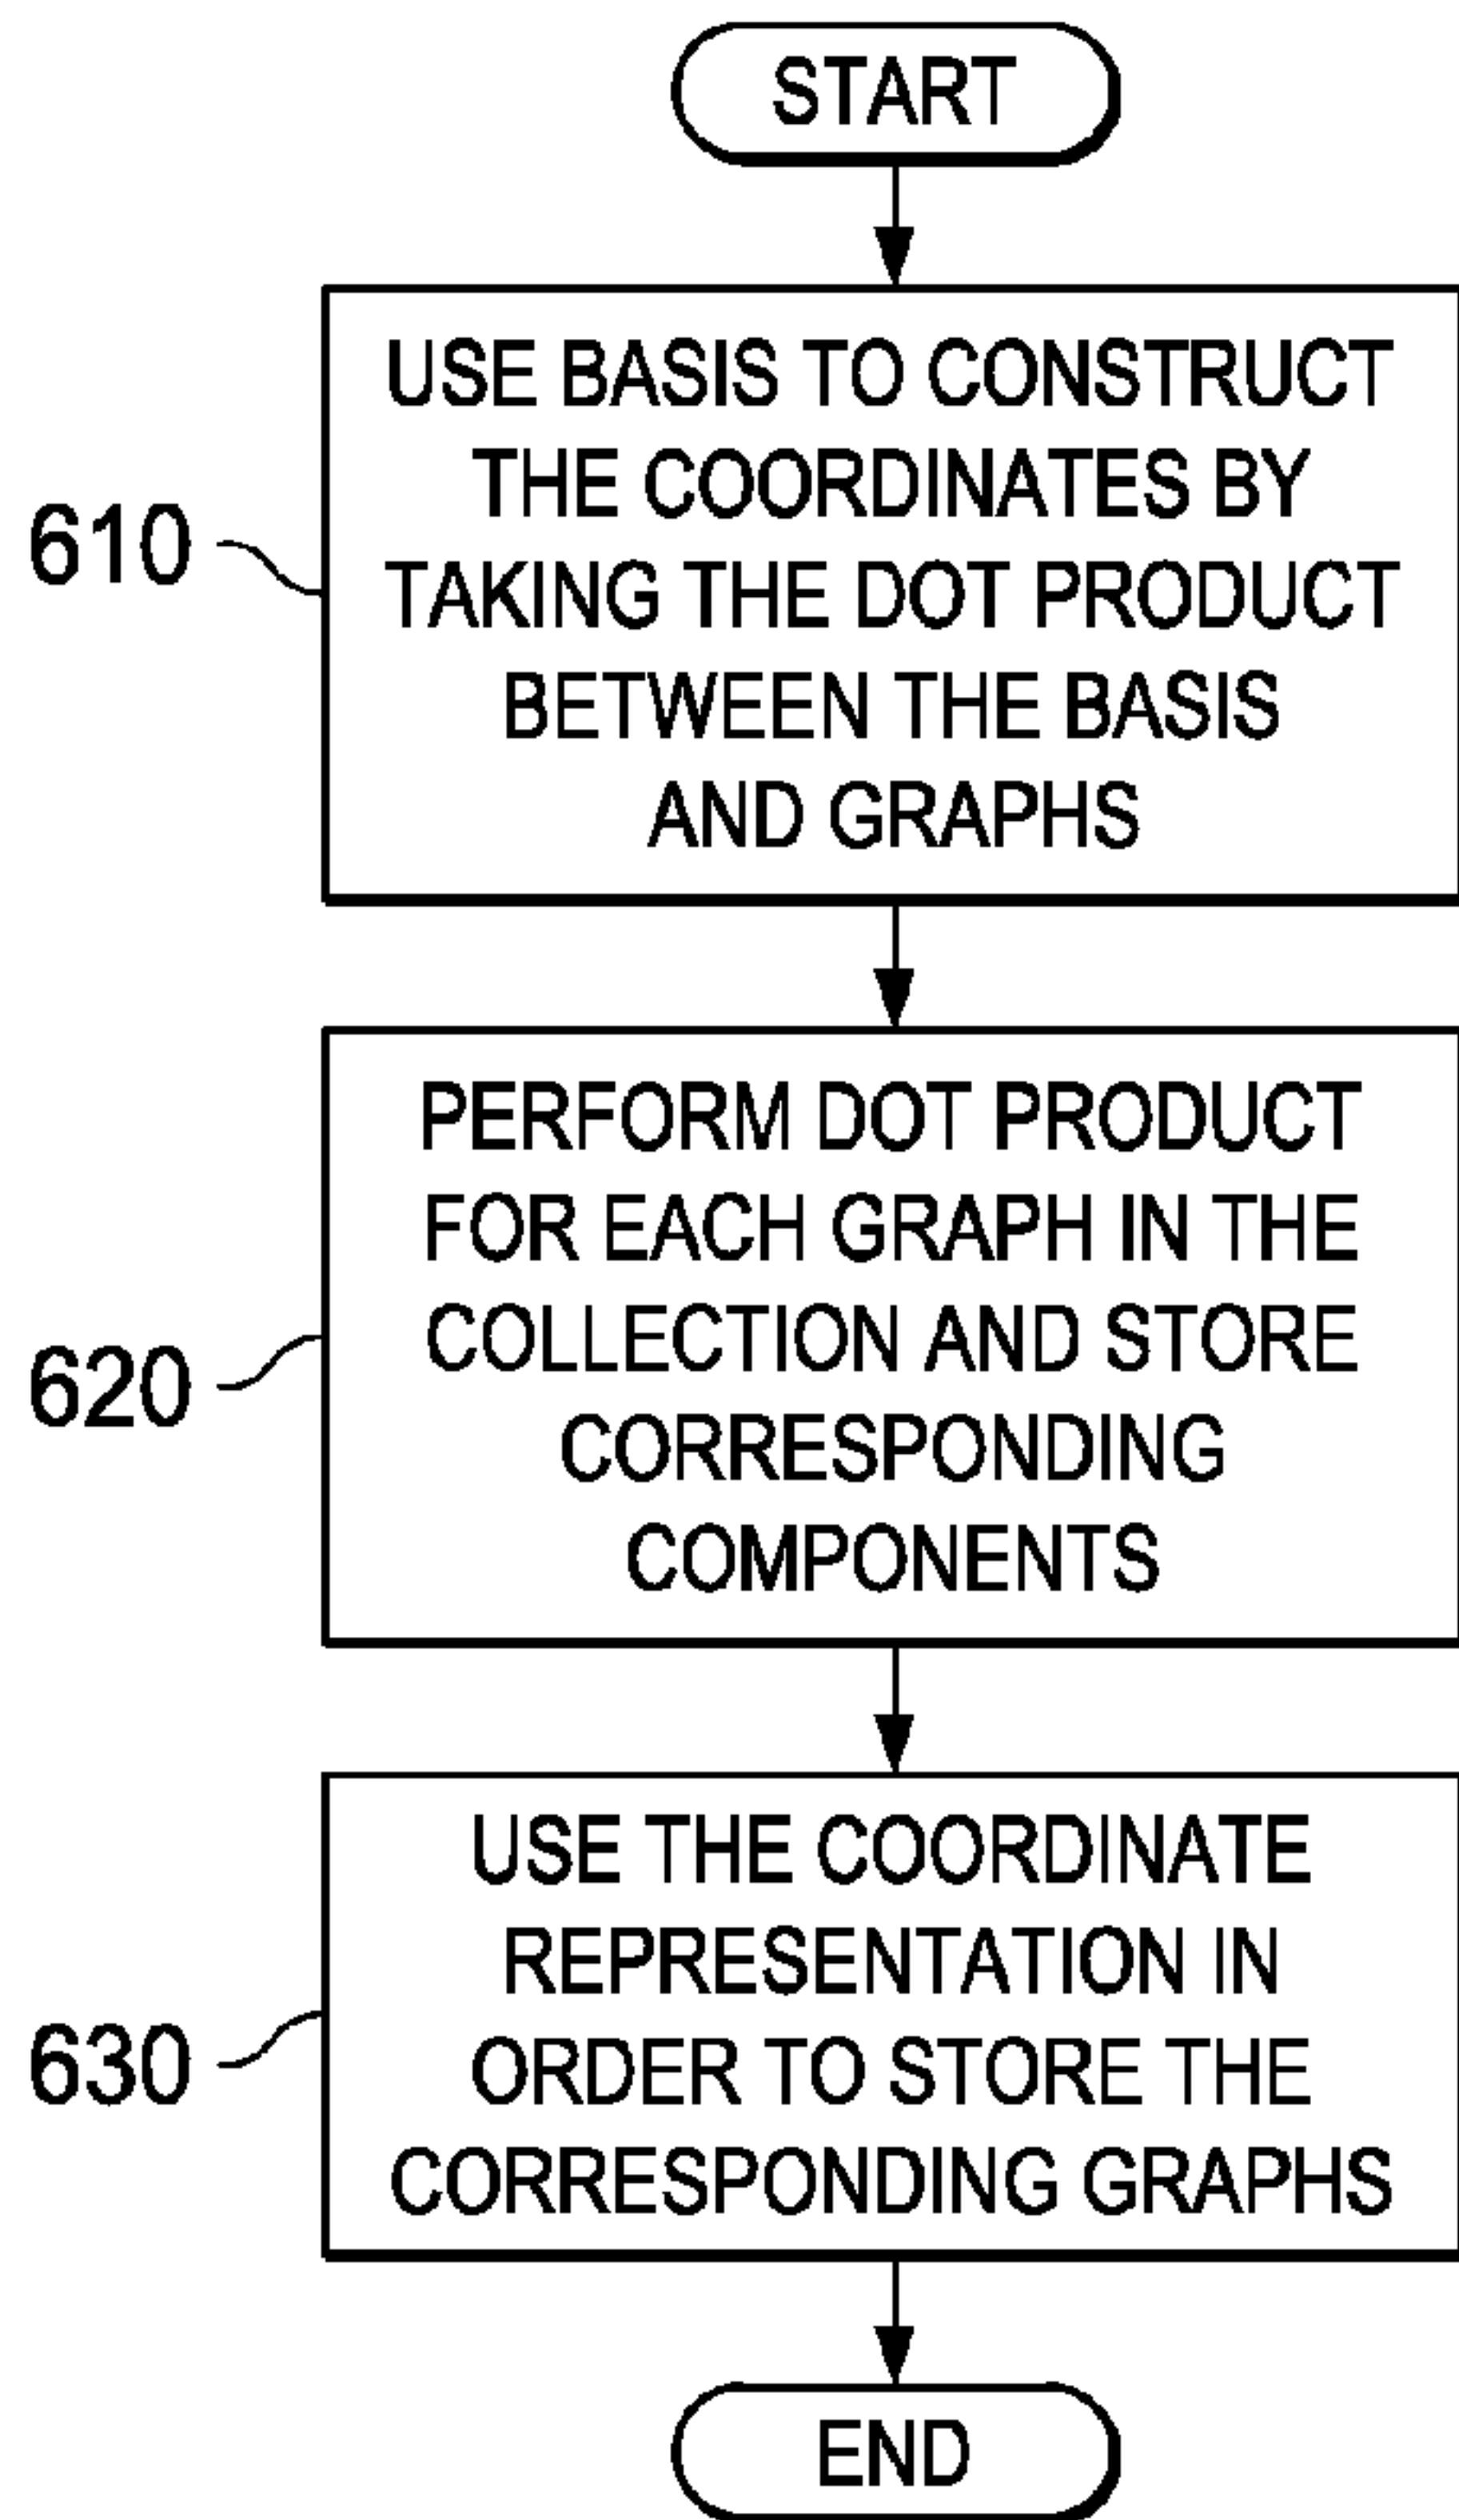 START
USE BASIS TO CONSTRUCT
THE COORDINATES BY
TAKING THE DOT PRODUCT
BETWEEN THE BASIS
AND GRAPHS
610
PERFORM DOT PRODUCT
FOR EACH GRAPH IN THE
COLLECTION AND STORE
CORRESPONDING
COMPONENTS
620
USE THE COORDINATE
REPRESENTATION IN
ORDER TO STORE THE
CORRESPONDING GRAPHS
630
END